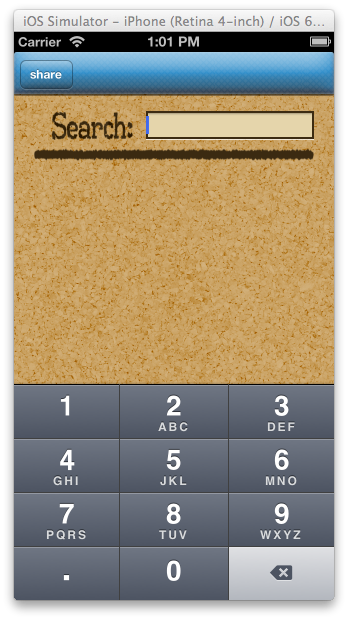 iOS Simulator – iPhone (Retina 4-inch) / iOS 6...
Carrier 1:01 PM
share
Search:
1 2 3
ABC DEF
4 5 6
GHI JKL MNO
7 8 9
PQRS TUV WXYZ
. 0